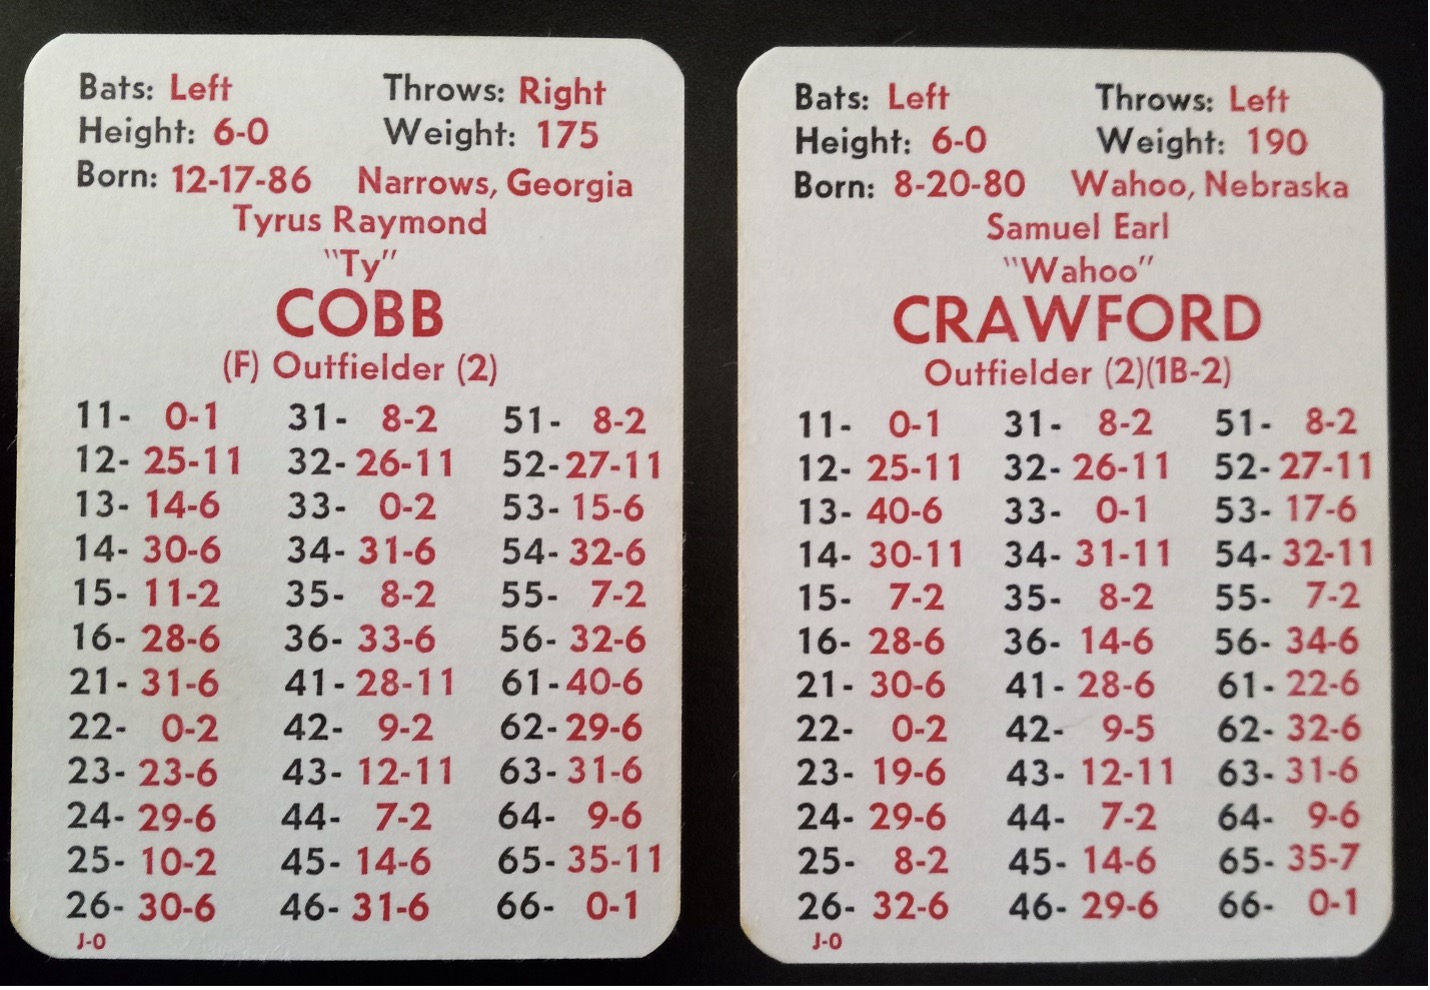 Bats: Left Throws: Right
Height: 6-0 Weight: 175
Born: 12-17-86 Narrows, Georgia
Tyrus Raymond
"Ty"
COBB
(F) Outfielder (2)
11- 0-1 31- 8-2 51- 8-2
12- 25-11 32- 26-11 52- 27-11
13- 14-6 33- 0-2 53- 15-6
14- 30-6 34- 31-6 54- 32-6
15- 11-2 35- 8-2 55- 7-2
16- 28-6 36- 33-6 56- 32-6
21- 31-6 41- 28-11 61- 40-6
22- 0-2 42- 9-2 62- 29-6
23- 23-6 43- 12-11 63- 31-6
24- 29-6 44- 7-2 64- 9-6
25- 10-2 45- 14-6 65- 35-11
26- 30-6 46- 31-6 66- 0-1
J-0
Bats: Left Throws: Left
Height: 6-0 Weight: 190
Born: 8-20-80 Wahoo, Nebraska
Samuel Earl
"Wahoo"
CRAWFORD
Outfielder (2)(1B-2)
11- 0-1 31- 8-2 51- 8-2
12- 25-11 32- 26-11 52- 27-11
13- 40-6 33- 0-1 53- 17-6
14- 30-11 34- 31-11 54- 32-11
15- 7-2 35- 8-2 55- 7-2
16- 28-6 36- 14-6 56- 34-6
21- 30-6 41- 28-6 61- 22-6
22- 0-2 42- 9-5 62- 32-6
23- 19-6 43- 12-11 63- 31-6
24- 29-6 44- 7-2 64- 9-6
25- 8-2 45- 14-6 65- 35-7
26- 32-6 46- 29-6 66- 0-1
J-0